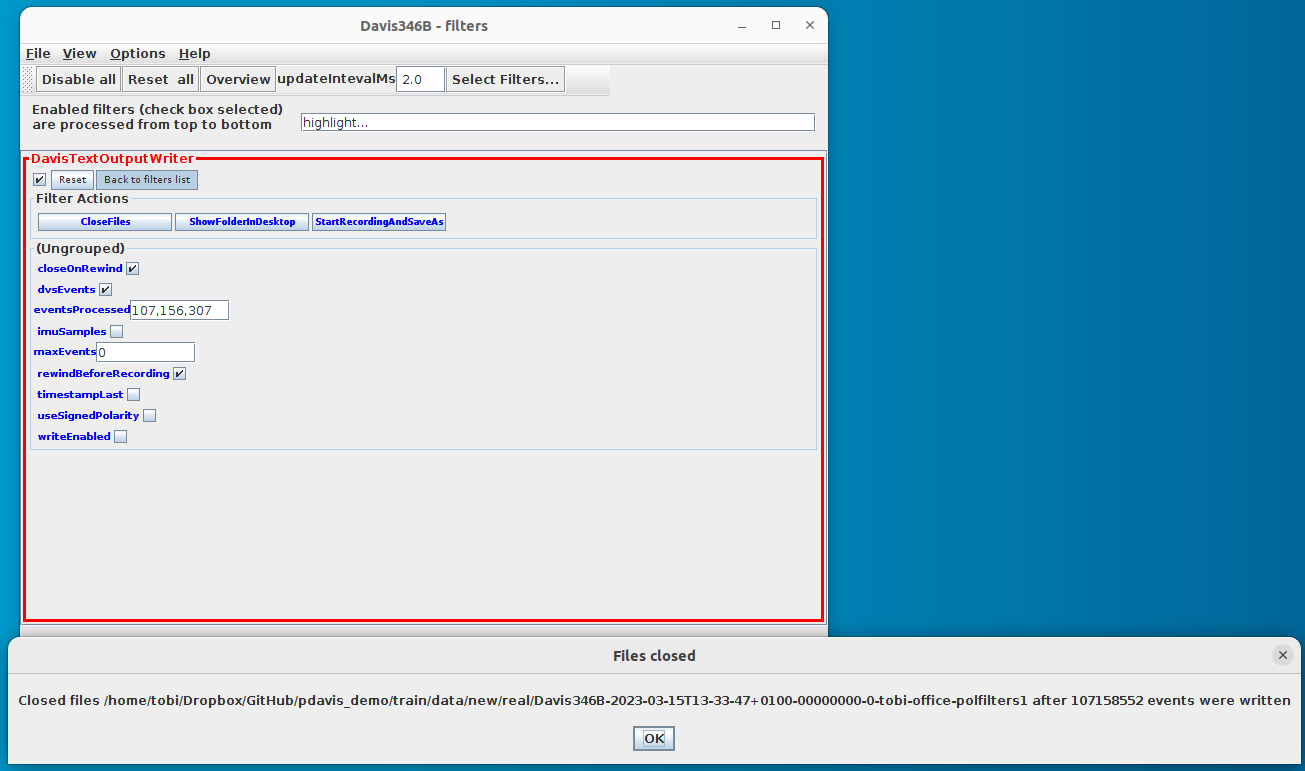 Davis346B - filters
File View Options Help
Disable all Reset all Overview updateIntevalMs 2.0 Select Filters...
Enabled filters (check box selected)
are processed from top to bottom
highlight...
DavisTextOutputWriter
Reset Back to filters list
Filter Actions
CloseFiles ShowFolderInDesktop StartRecordingAndSaveAs
(Ungrouped)
closeOnRewind
dvsEvents
eventsProcessed 107,156,307
imuSamples
maxEvents 0
rewindBeforeRecording
timestampLast
useSignedPolarity
writeEnabled
Files closed
Closed files /home/tobi/Dropbox/GitHub/pdavis_demo/train/data/new/real/Davis346B-2023-03-15T13-33-47+0100-00000000-0-tobi-office-polfilters1 after 107158552 events were written
OK